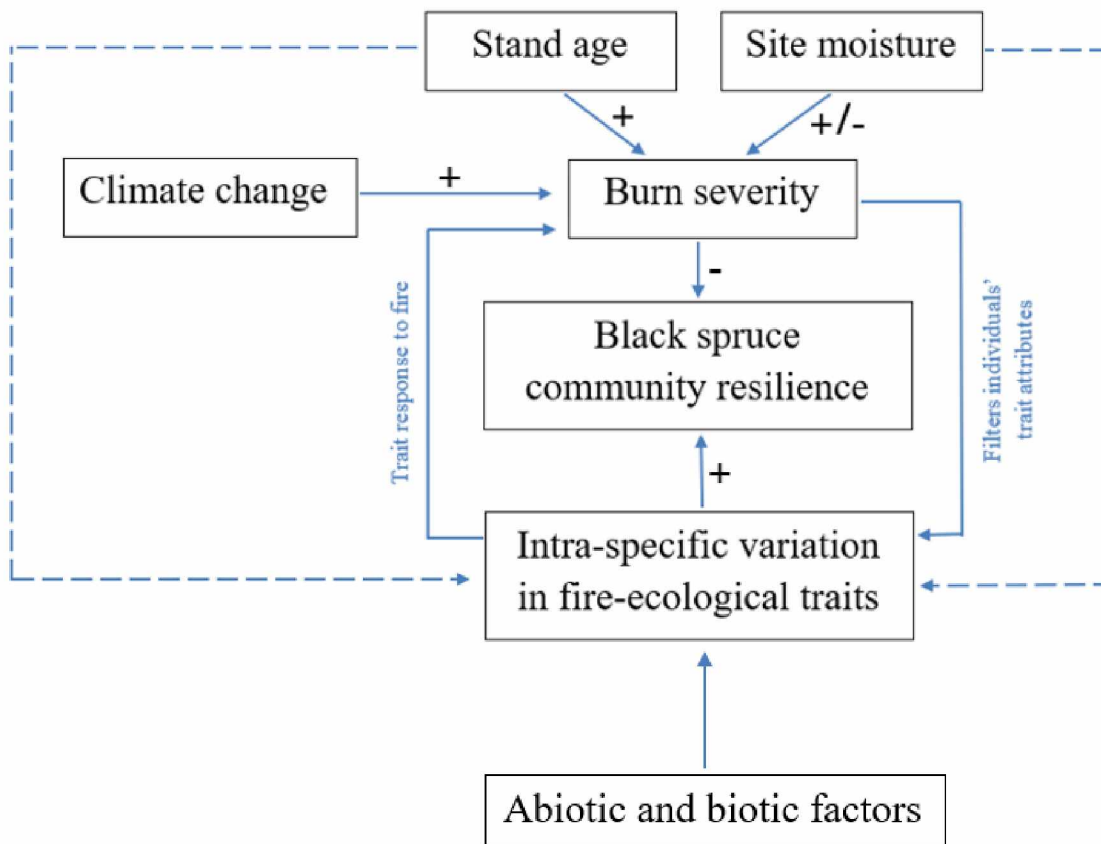 Stand age
Site moisture
+
+/-
Climate change
+
Burn severity
-
Black spruce
community resilience
Trait response to fire
Filters individuals’
trait attributes
+
Intra-specific variation
in fire-ecological traits
Abiotic and biotic factors